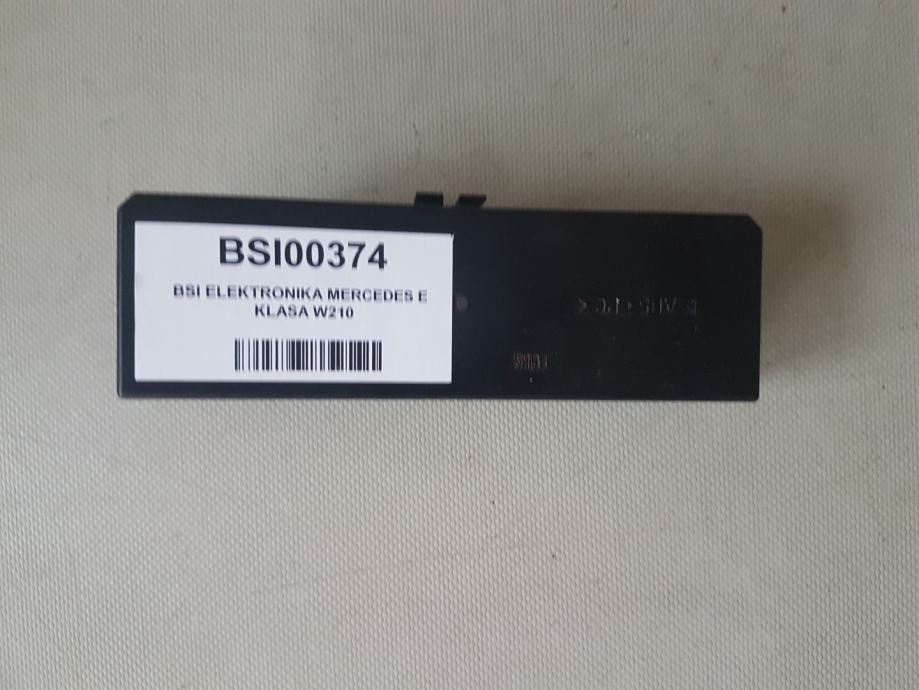 BSI00374
BSI ELEKTRONIKA MERCEDES E
KLASA W210